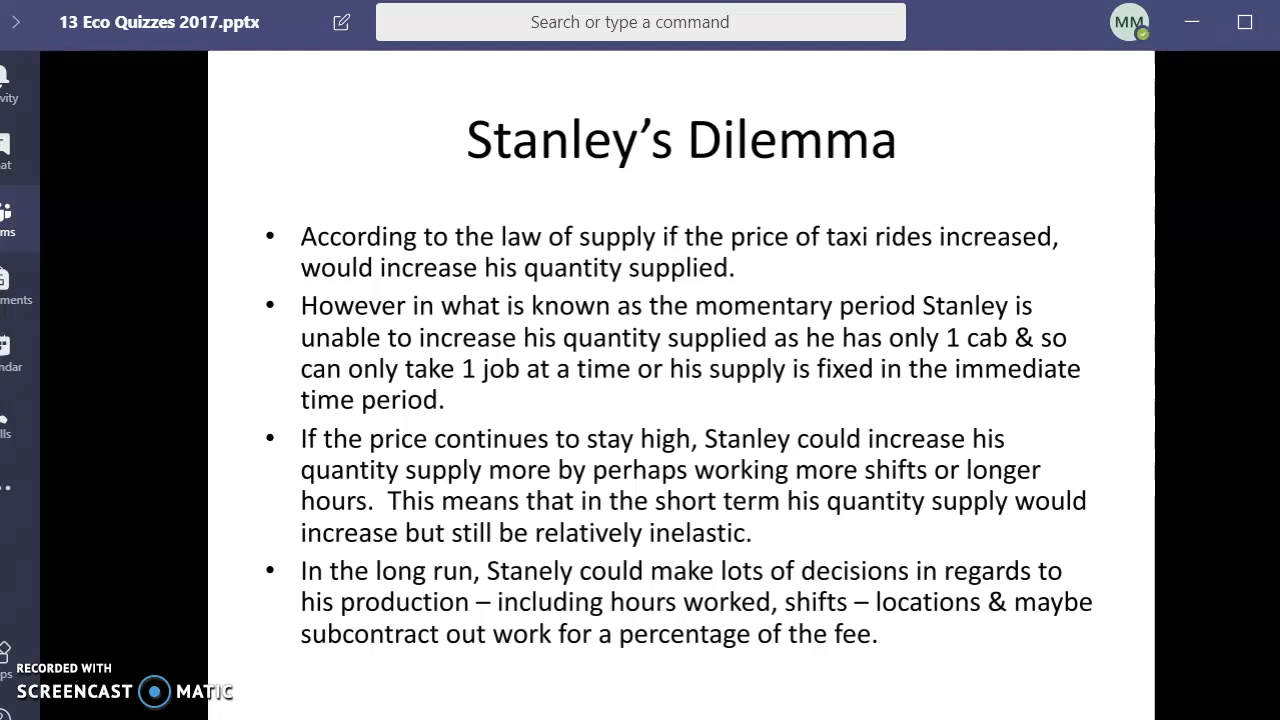 13 Eco Quizzes 2017.pptx
Search or type a command
MM
vity
at
ms
ments
ndar
lls
ps
Stanley's Dilemma
• According to the law of supply if the price of taxi rides increased,
would increase his quantity supplied.
• However in what is known as the momentary period Stanley is
unable to increase his quantity supplied as he has only 1 cab & so
can only take 1 job at a time or his supply is fixed in the immediate
time period.
• If the price continues to stay high, Stanley could increase his
quantity supply more by perhaps working more shifts or longer
hours. This means that in the short term his quantity supply would
increase but still be relatively inelastic.
• In the long run, Stanely could make lots of decisions in regards to
his production – including hours worked, shifts – locations & maybe
subcontract out work for a percentage of the fee.
RECORDED WITH
SCREENCAST MATIC